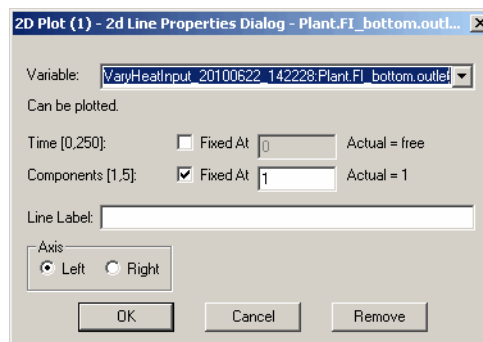 2D Plot (1) - 2d Line Properties Dialog - Plant.FI_bottom.outl...
Variable: VaryHeatInput_20100622_142228:Plant.FI_bottom.outlet
Can be plotted.
Time [0,250]: Fixed At 0 Actual = free
Components [1,5]: Fixed At 1 Actual = 1
Line Label:
Axis
Left Right
OK Cancel Remove